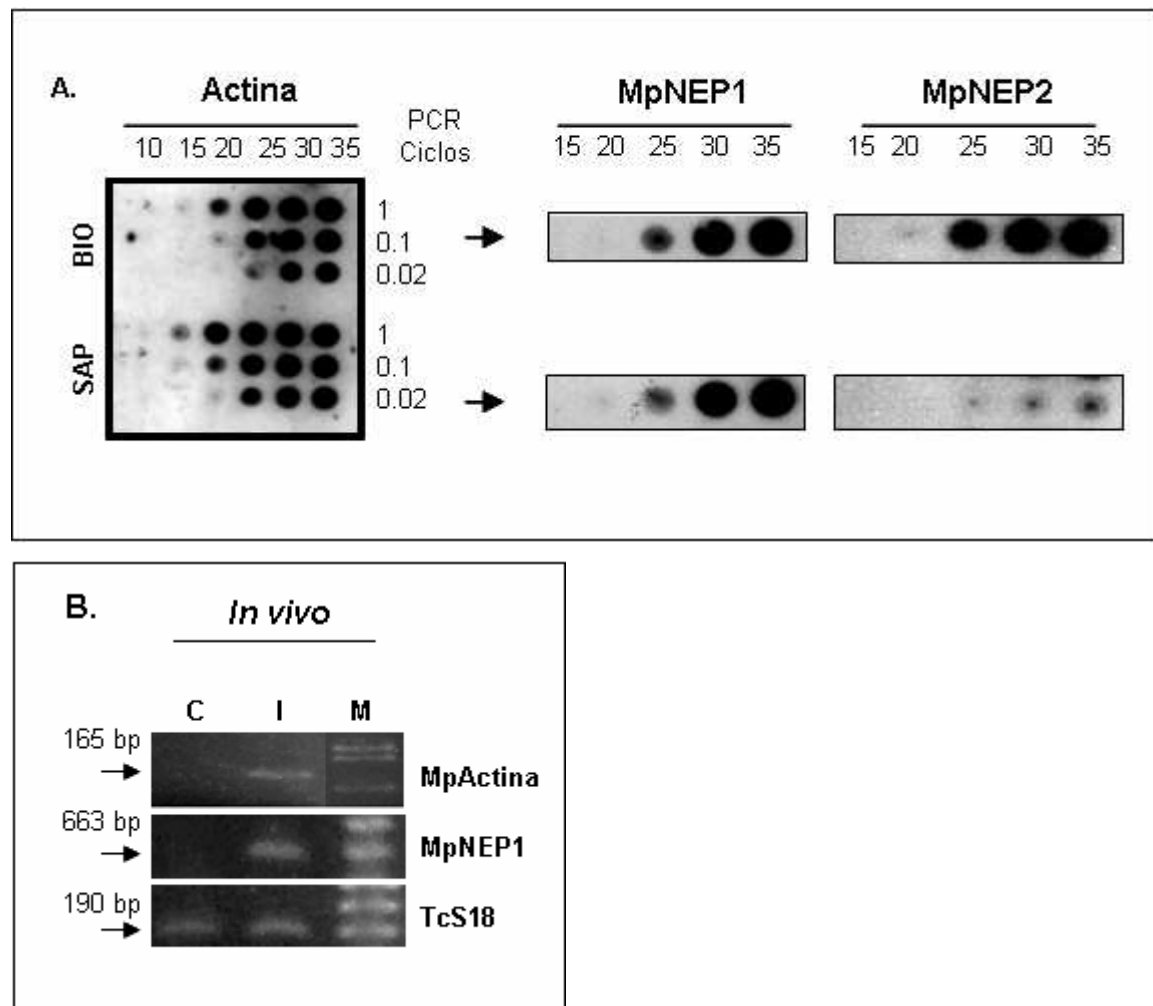 A.
Actina
MpNEP1
MpNEP2
PCR
Ciclos
10 15 20 25 30 35
15 20 25 30 35
15 20 25 30 35
BIO
1
0.1
0.02
SAP
1
0.1
0.02
B.
In vivo
C I M
165 bp
MpActina
663 bp
MpNEP1
190 bp
TcS18